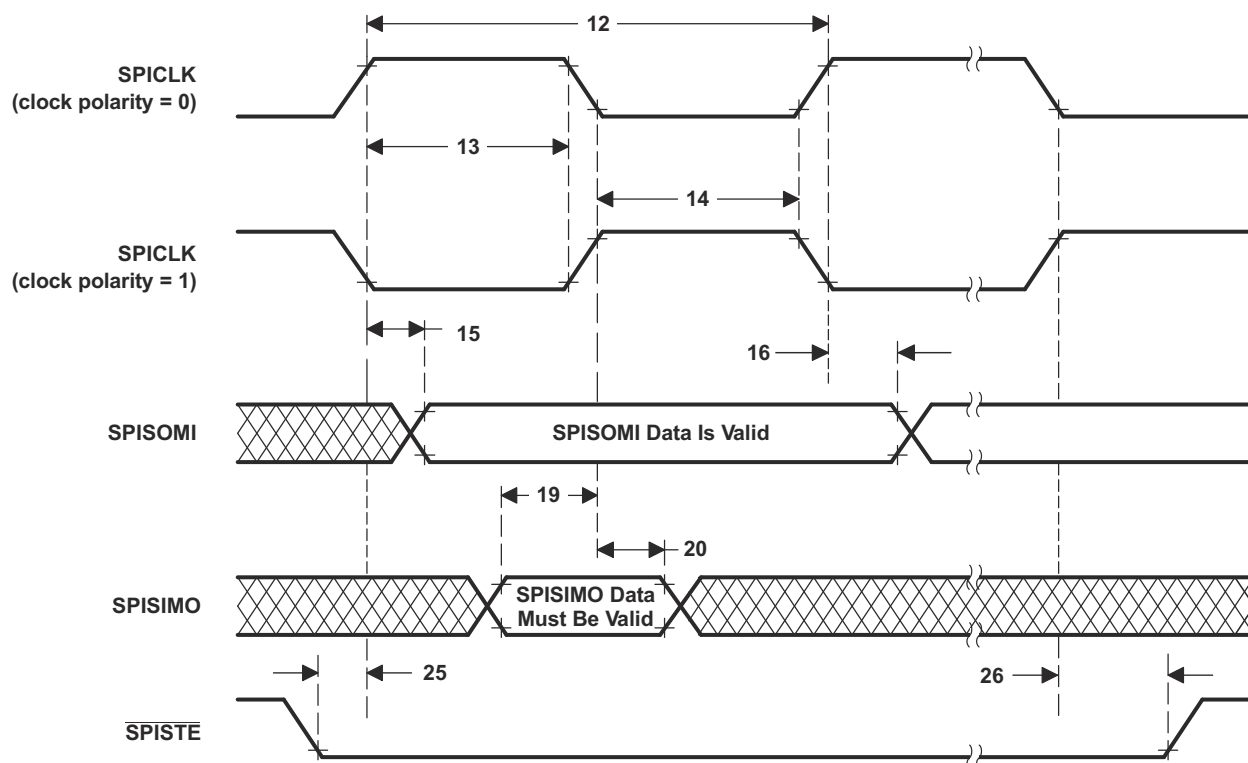 12
SPICLK
(clock polarity = 0)
13
14
SPICLK
(clock polarity = 1)
15
16
SPISOMI
SPISOMI Data Is Valid
19
20
SPISIMO
SPISIMO Data
Must Be Valid
25
26
SPISTE